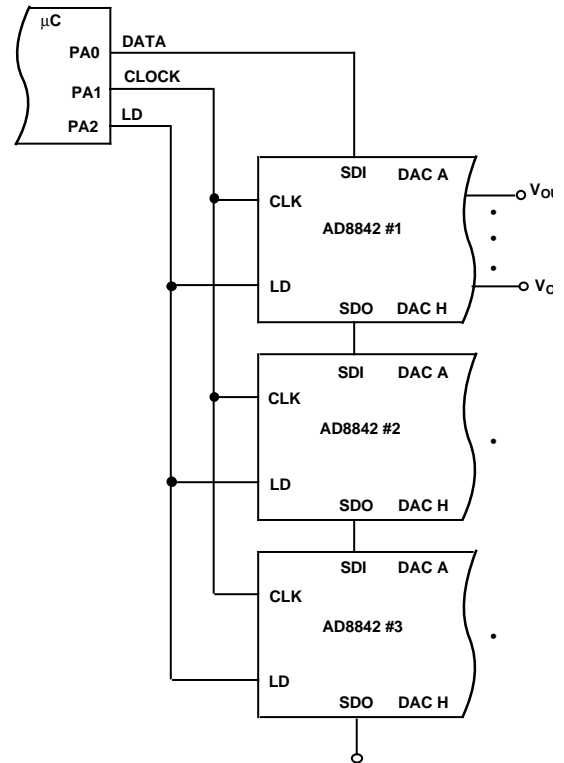 μC
PA0 DATA
PA1 CLOCK
PA2 LD
SDI DAC A
CLK
AD8842 #1
LD
SDO DAC H
SDI DAC A
CLK
AD8842 #2
LD
SDO DAC H
SDI DAC A
CLK
AD8842 #3
LD
SDO DAC H